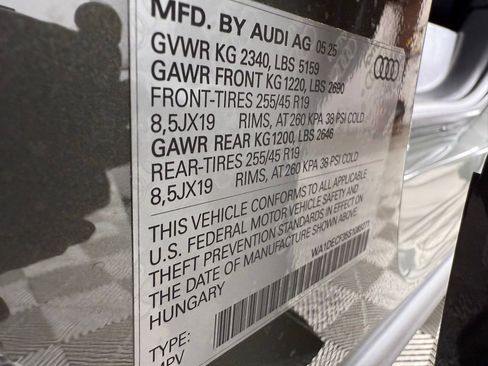 MFD. BY AUDI AG 05 25
GVWR KG 2340, LBS 5159
GAWR FRONT KG 1220, LBS 2690
FRONT-TIRES 255/45 R19
8,5JX19 RIMS, AT 260 KPA 38 PSI COLD
GAWR REAR KG1200, LBS 2646
REAR-TIRES 255/45 R19
8,5JX19 RIMS, AT 260 KPA 38 PSI COLD
THIS VEHICLE CONFORMS TO ALL APPLICABLE
U.S. FEDERAL MOTOR VEHICLE SAFETY AND
THEFT PREVENTION STANDARDS IN EFFECT ON
THE DATE OF MANUFACTURE SHOWN ABOVE.
HUNGARY
TYPE:
MPV